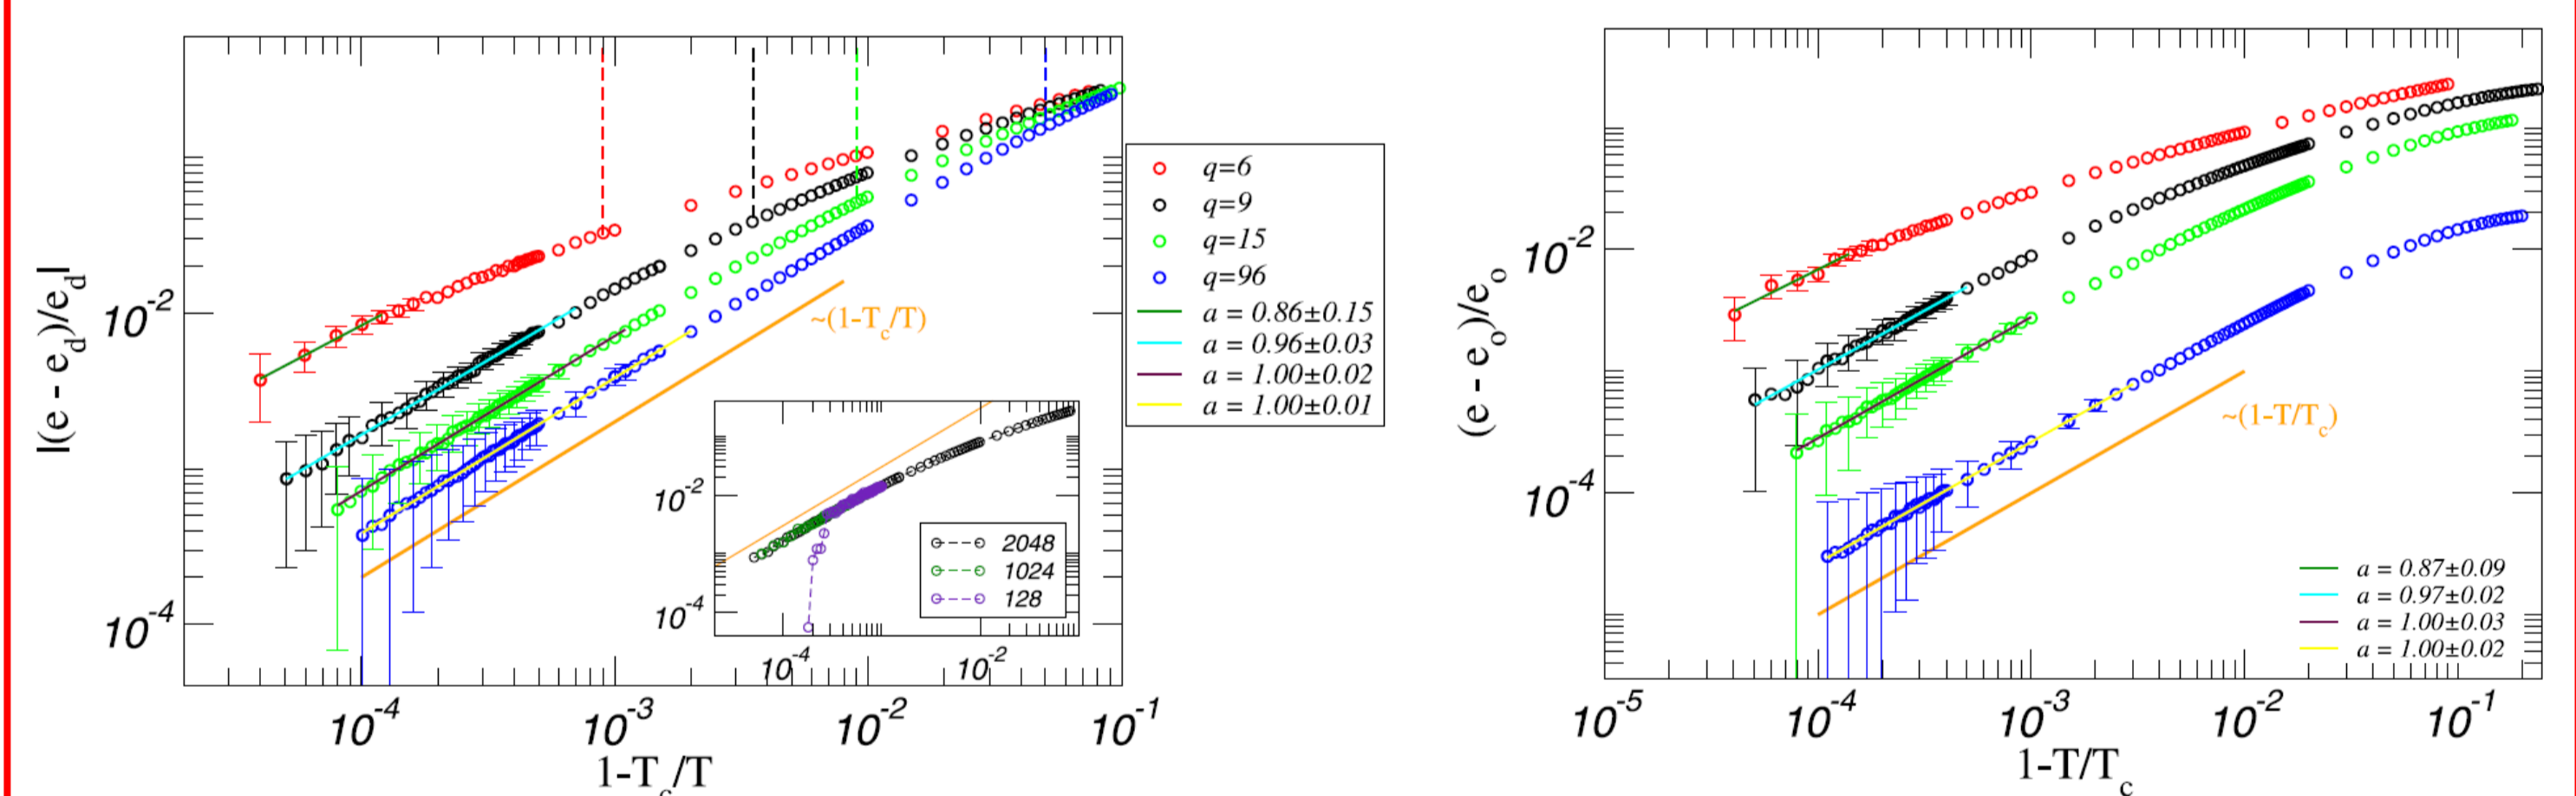 |(e - e_d)/e_d|
10^-2
10^-4
10^-4
10^-3
10^-2
10^-1
1-T_c/T
~(1-T_c/T)
10^-2
10^-4
10^-4
10^-2
2048
1024
128
q=6
q=9
q=15
q=96
a = 0.86±0.15
a = 0.96±0.03
a = 1.00±0.02
a = 1.00±0.01
(e - e_o)/e_o
10^-2
10^-4
10^-5
10^-4
10^-3
10^-2
10^-1
1-T/T_c
~(1-T/T_c)
a = 0.87±0.09
a = 0.97±0.02
a = 1.00±0.03
a = 1.00±0.02